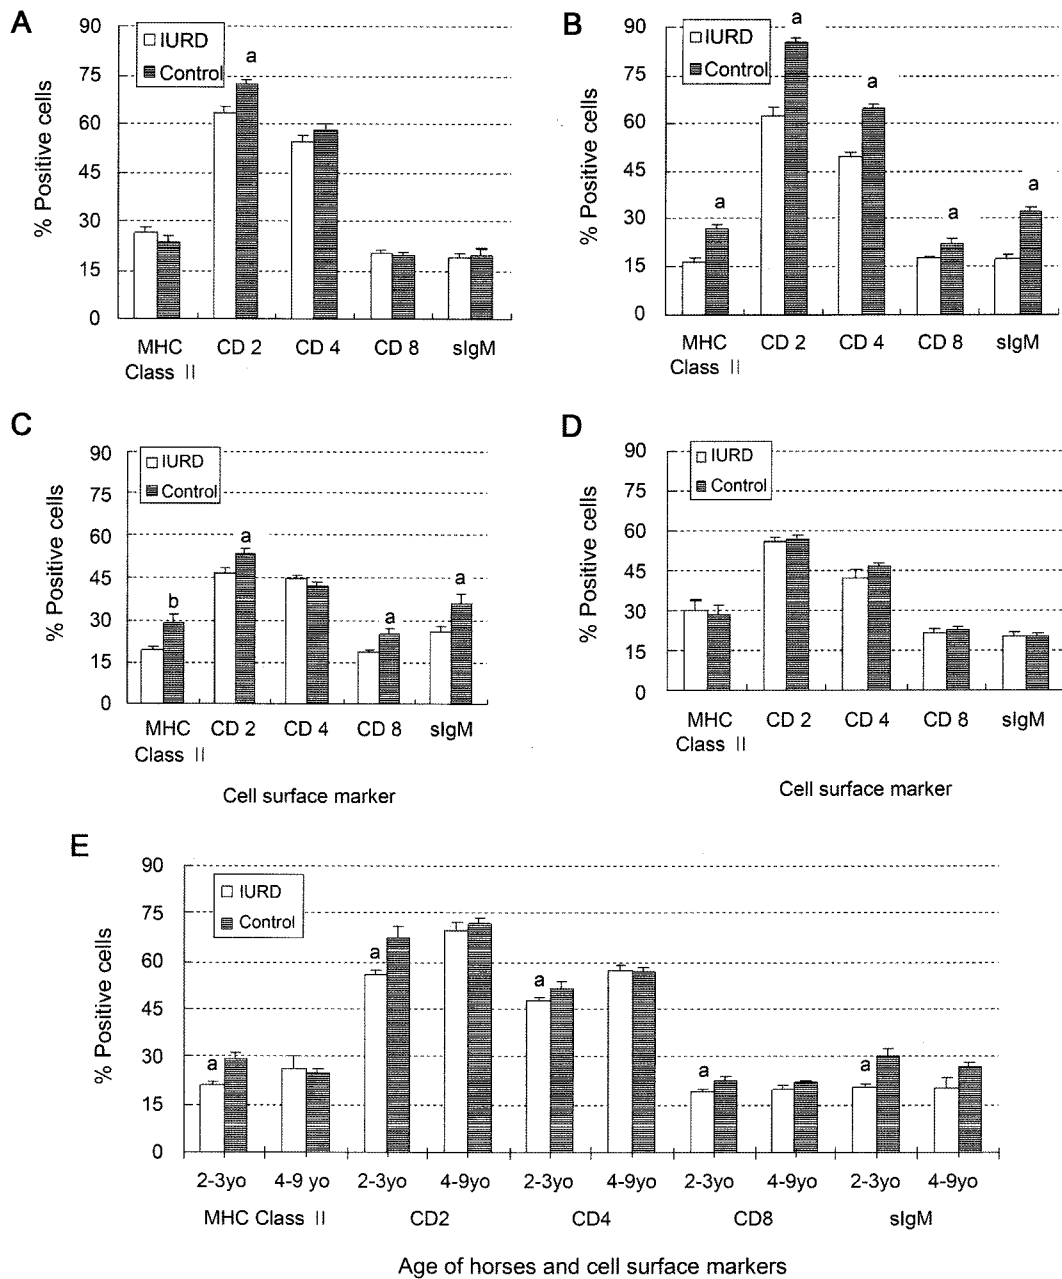 A
% Positive cells
90
75
60
45
30
15
0
IURD
Control
a
MHC
Class II
CD 2
CD 4
CD 8
sIgM
B
% Positive cells
90
75
60
45
30
15
0
IURD
Control
a
a
a
a
a
MHC
Class II
CD 2
CD 4
CD 8
sIgM
C
% Positive cells
90
75
60
45
30
15
0
IURD
Control
b
a
a
a
MHC
Class II
CD 2
CD 4
CD 8
sIgM
Cell surface marker
D
% Positive cells
90
75
60
45
30
15
0
IURD
Control
MHC
Class II
CD 2
CD 4
CD 8
sIgM
Cell surface marker
E
% Positive cells
90
75
60
45
30
15
0
IURD
Control
a
a
a
a
a
2-3yo 4-9 yo 2-3yo 4-9yo 2-3yo 4-9yo 2-3yo 4-9yo 2-3yo 4-9yo
MHC Class II CD2 CD4 CD8 sIgM
Age of horses and cell surface markers